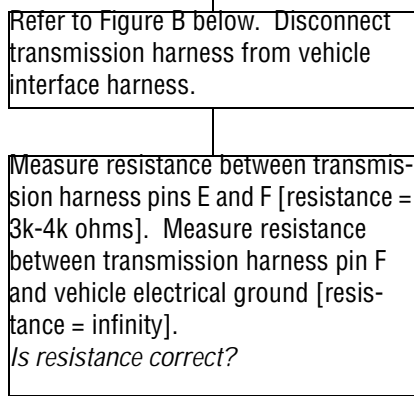 Refer to Figure B below.  Disconnect
transmission harness from vehicle
interface harness.
Measure resistance between transmis-
sion harness pins E and F [resistance =
3k-4k ohms].  Measure resistance
between transmission harness pin F
and vehicle electrical ground [resis-
tance = infinity].
Is resistance correct?